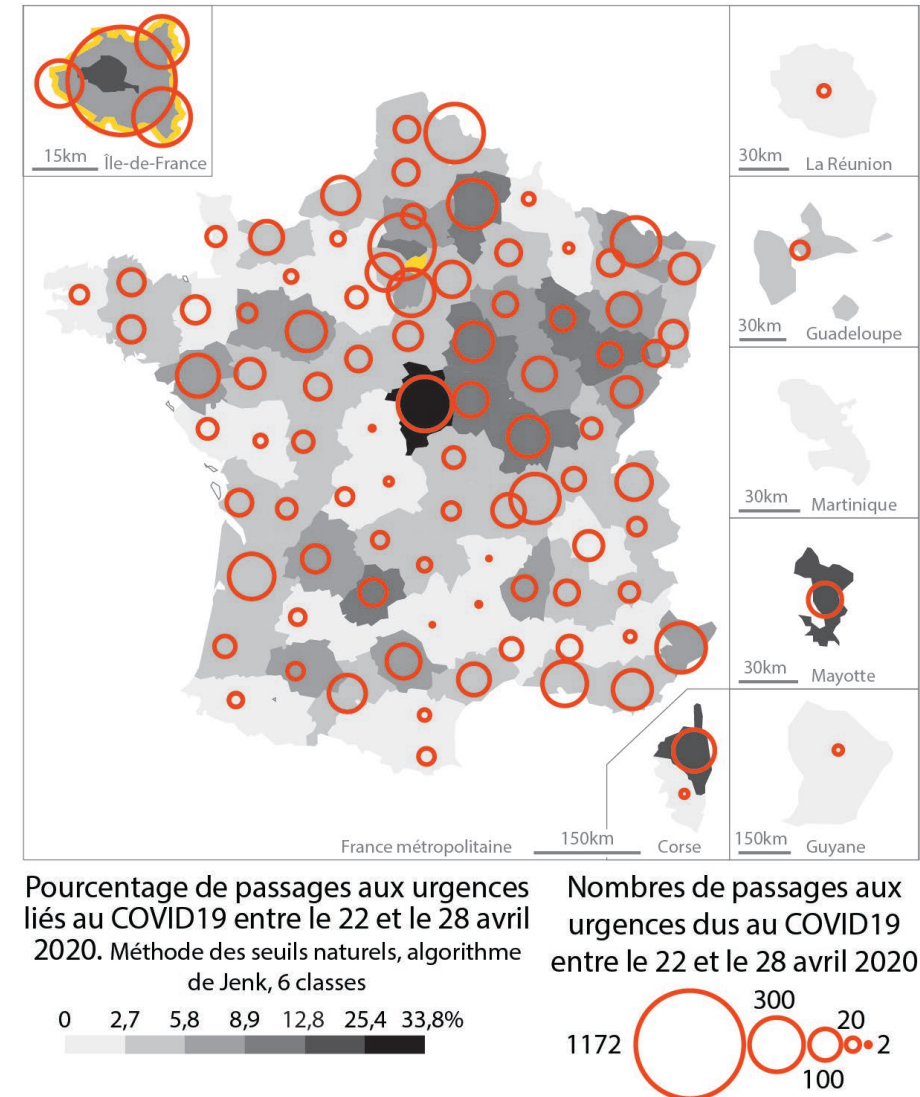 15km
Île-de-France
30km
La Réunion
30km
Guadeloupe
30km
Martinique
30km
Mayotte
France métropolitaine
150km
Corse
150km
Guyane
Pourcentage de passages aux urgences
liés au COVID19 entre le 22 et le 28 avril
2020. Méthode des seuils naturels, algorithme
de Jenk, 6 classes
0 2,7 5,8 8,9 12,8 25,4 33,8%
Nombres de passages aux
urgences dus au COVID19
entre le 22 et le 28 avril 2020
1172
300
100
20
2